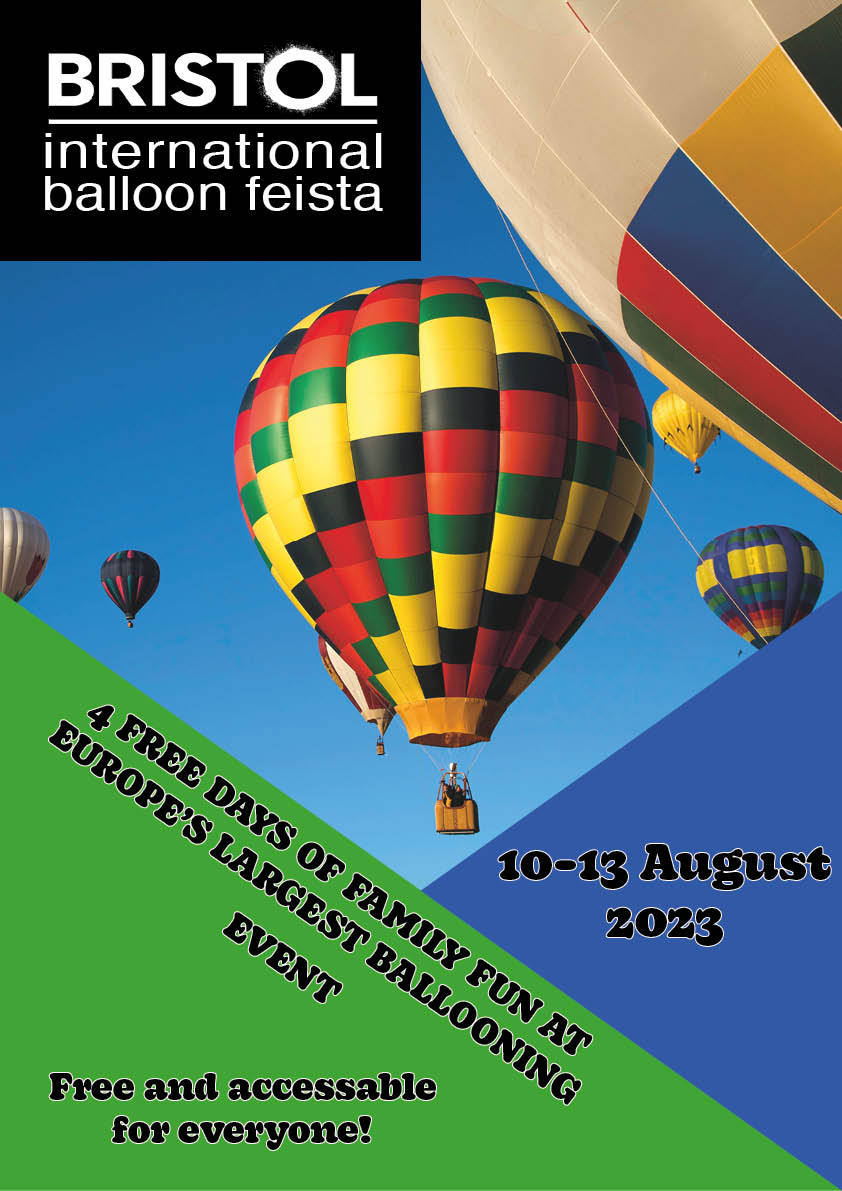 BRISTOL
international
balloon feista
4 FREE DAYS OF FAMILY FUN AT
EUROPE'S LARGEST BALLOONING
EVENT
10-13 August
2023
Free and accessable
for everyone!